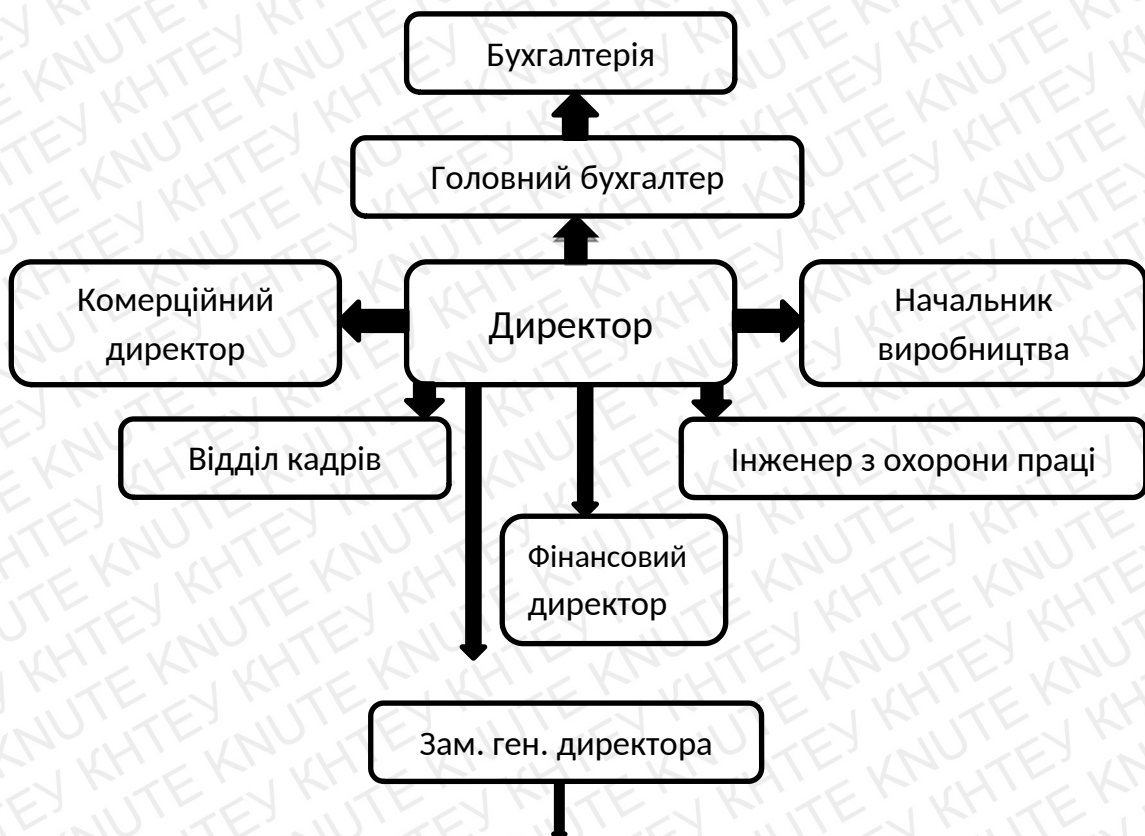 Бухгалтерія
Головний бухгалтер
Комерційний
директор
Директор
Начальник
виробництва
Відділ кадрів
Інженер з охорони праці
Фінансовий
директор
Зам. ген. директора